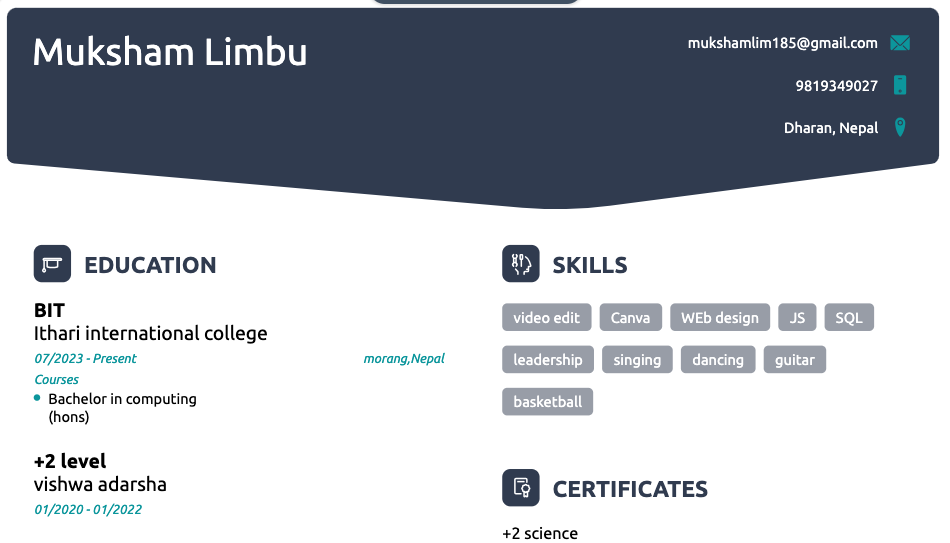 Muksham Limbu
mukshamlim185@gmail.com
9819349027
Dharan, Nepal
EDUCATION
BIT
Ithari international college
07/2023 - Present
morang,Nepal
Courses
Bachelor in computing
(hons)
+2 level
vishwa adarsha
01/2020 - 01/2022
SKILLS
video edit Canva WEb design JS SQL
leadership singing dancing guitar
basketball
CERTIFICATES
+2 science